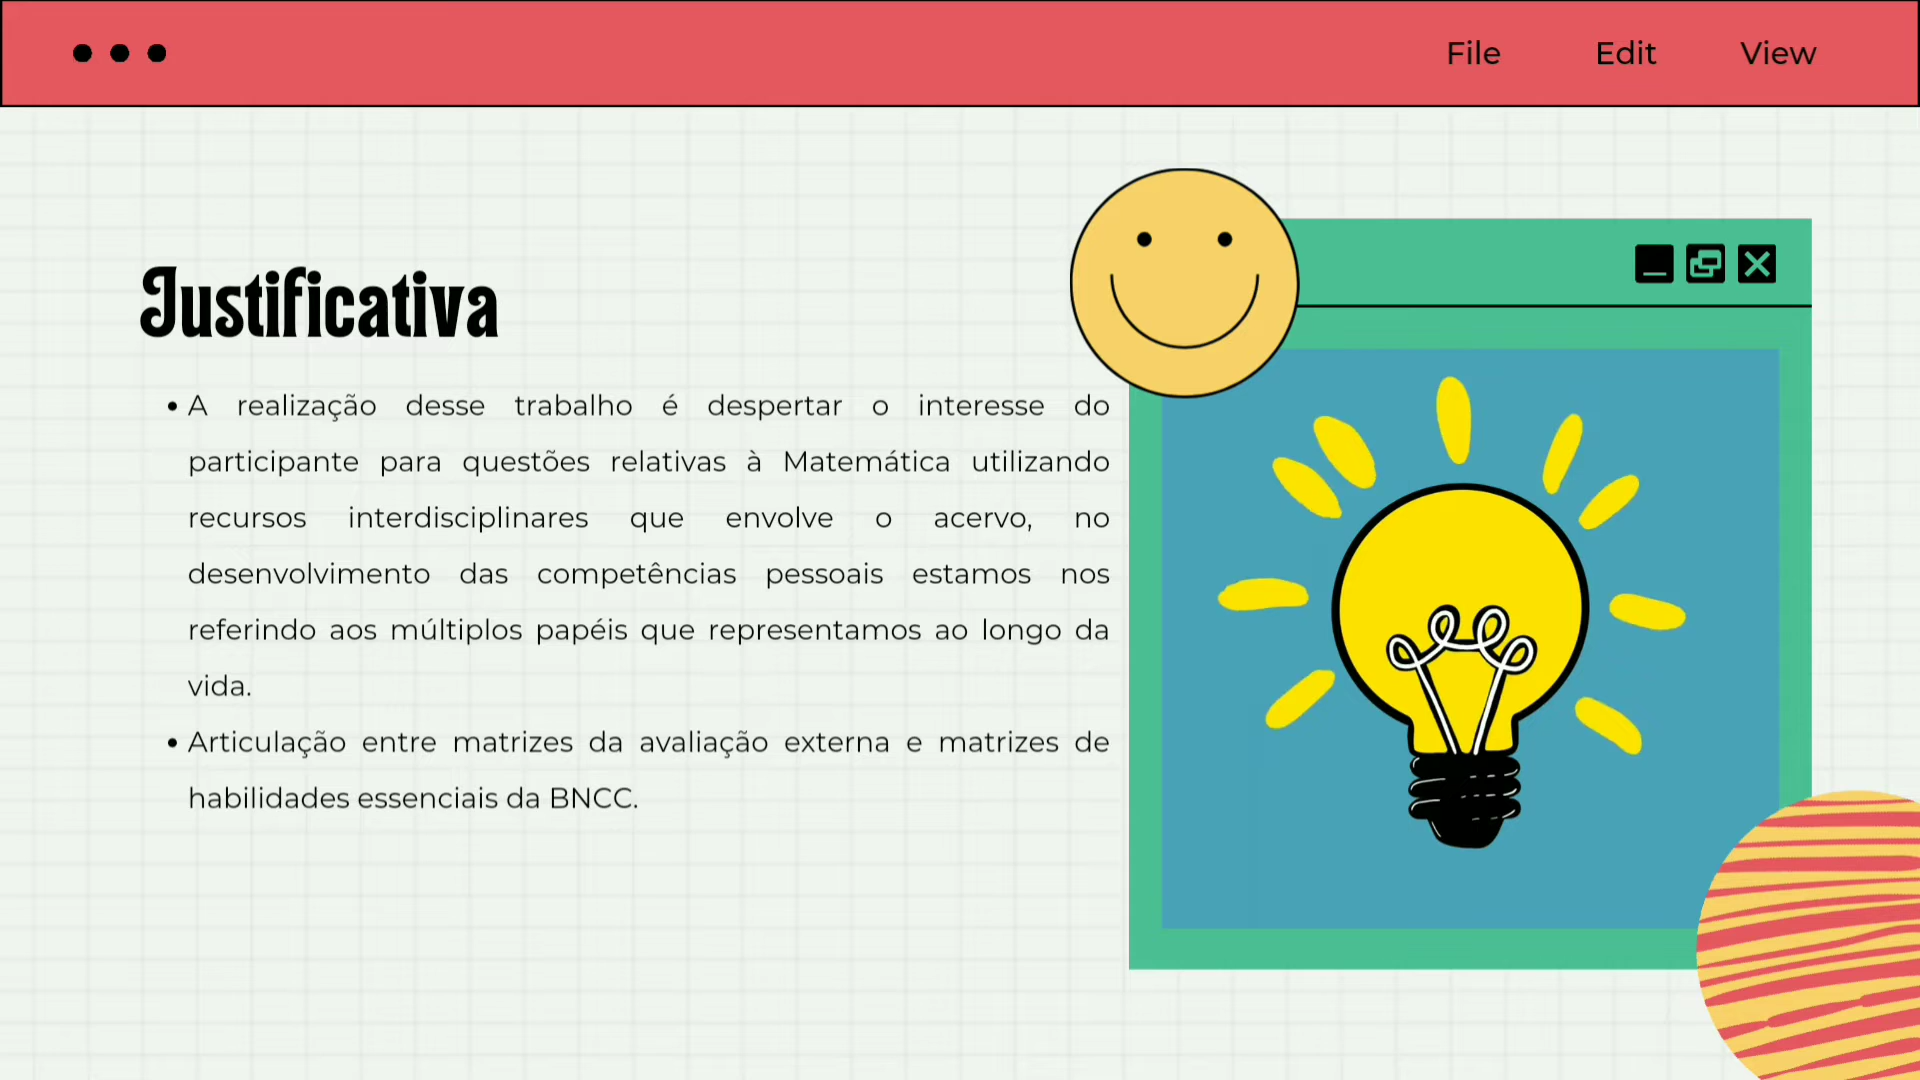 File Edit View
Justificativa
• A realização desse trabalho é despertar o interesse do
participante para questões relativas à Matemática utilizando
recursos interdisciplinares que envolve o acervo, no
desenvolvimento das competências pessoais estamos nos
referindo aos múltiplos papéis que representamos ao longo da
vida.
• Articulação entre matrizes da avaliação externa e matrizes de
habilidades essenciais da BNCC.